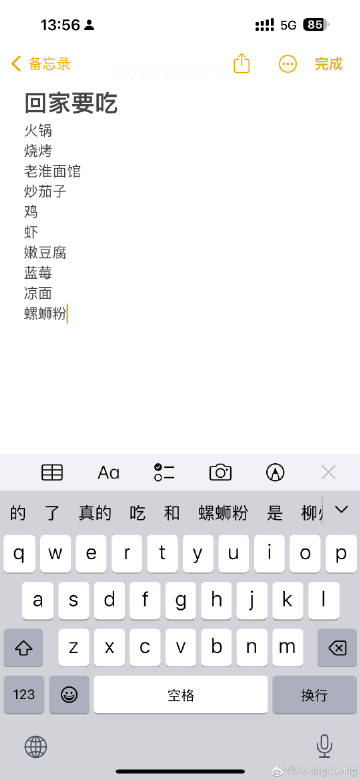 13:56
5G 85
备忘录
完成
回家要吃
火锅
烧烤
老淮面馆
炒茄子
鸡
虾
嫩豆腐
蓝莓
凉面
螺蛳粉
Aa
的 了 真的 吃 和 螺蛳粉 是 柳州
q w e r t y u i o p
a s d f g h j k l
z x c v b n m
123 空格 换行